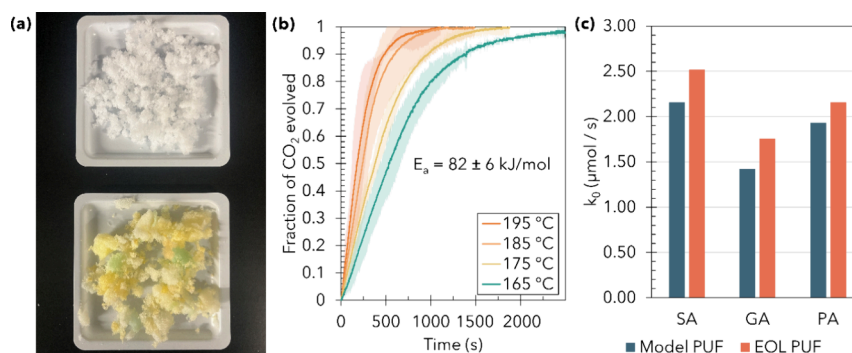 (a)
(b)
Fraction of CO₂ evolved
1
0.9
0.8
0.7
0.6
0.5
0.4
0.3
0.2
0.1
0
Eₐ = 82 ± 6 kJ/mol
195 °C
185 °C
175 °C
165 °C
0 500 1000 1500 2000
Time (s)
(c)
k₀ (μmol / s)
3.00
2.50
2.00
1.50
1.00
0.50
0.00
SA GA PA
Model PUF EOL PUF